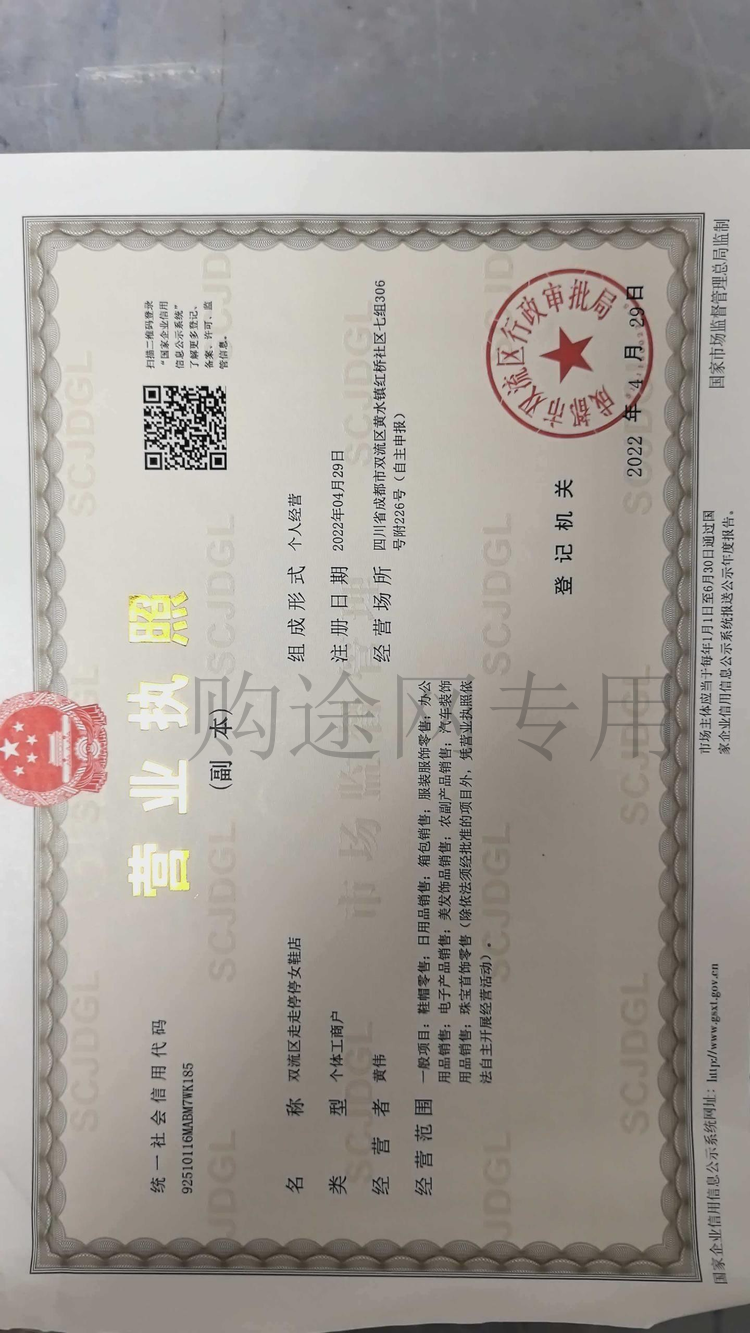 营业执照
(副 本)
统一社会信用代码
92510116MABM7WK185
扫描二维码登录
“国家企业信用
信息公示系统”
了解更多登记、
备案、许可、监
管信息。
名 称 双流区走走停停女鞋店
类 型 个体工商户
经 营 者 黄伟
经 营 范 围 一般项目：鞋帽零售；日用品销售；箱包销售；服装服饰零售；办公
用品销售；电子产品销售；美发饰品销售；农副产品销售；汽车装饰
用品销售；珠宝首饰零售（除依法须经批准的项目外，凭营业执照依
法自主开展经营活动）。
组 成 形 式 个人经营
注 册 日 期 2022年04月29日
经 营 场 所 四川省成都市双流区黄水镇红桥社区七组306
号附226号（自主申报）
购途网专用
登 记 机 关
成都市双流区行政审批局
2022 年 4 月 29 日
国家企业信用信息公示系统网址：http://www.gsxt.gov.cn
市场主体应当于每年1月1日至6月30日通过国
家企业信用信息公示系统报送公示年度报告。
国家市场监督管理总局监制